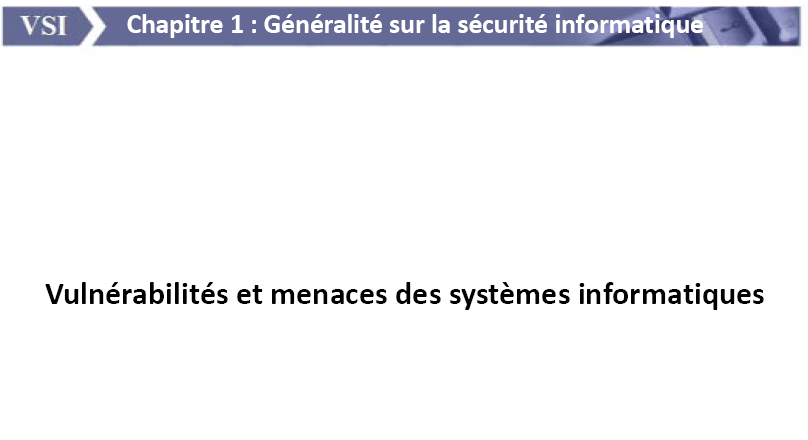 VSI
Chapitre 1 : Généralité sur la sécurité informatique
Vulnérabilités et menaces des systèmes informatiques